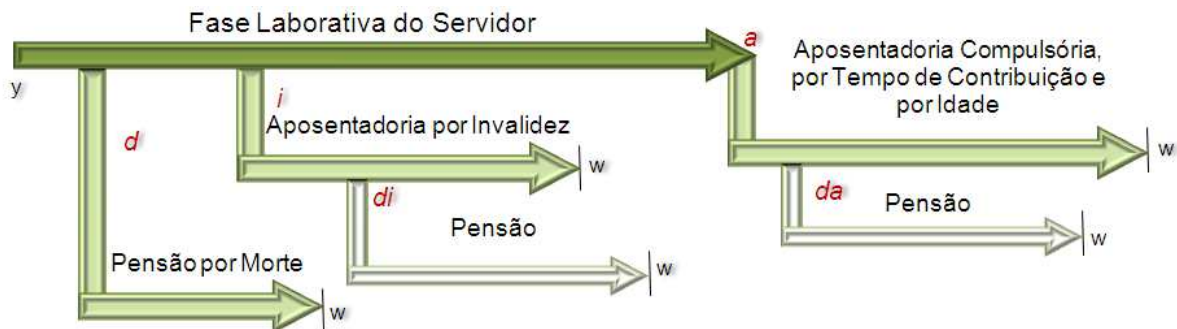 Fase Laborativa do Servidor
a
Aposentadoria Compulsória,
por Tempo de Contribuição e
por Idade
y
i
d
Aposentadoria por Invalidez
w
w
di
da
Pensão
Pensão
w
w
Pensão por Morte
w